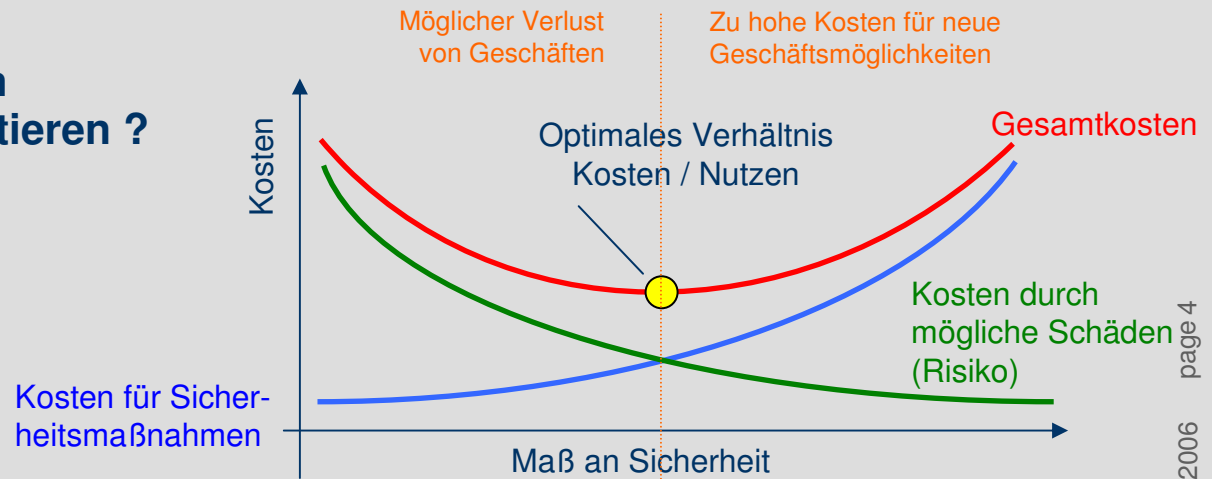 Möglicher Verlust
von Geschäften
Zu hohe Kosten für neue
Geschäftsmöglichkeiten
tieren ?
Kosten
Optimales Verhältnis
Kosten / Nutzen
Gesamtkosten
Kosten durch
mögliche Schäden
(Risiko)
Kosten für Sicher-
heitsmaßnahmen
Maß an Sicherheit
2006 page 4